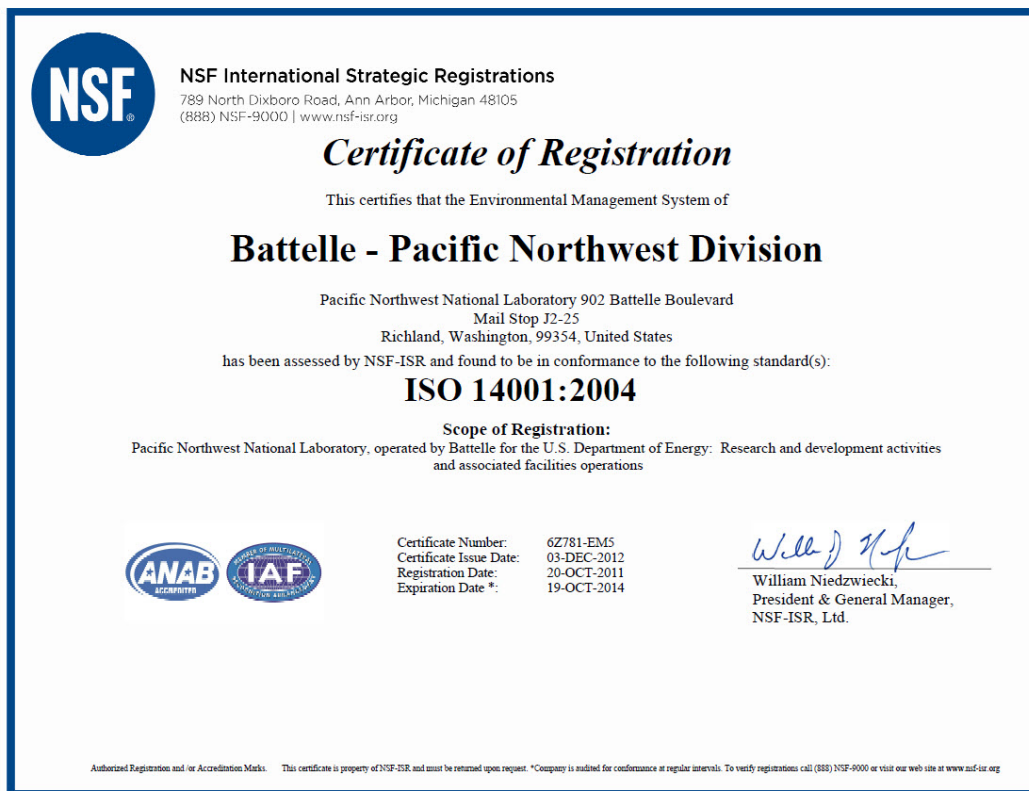 NSF®
NSF International Strategic Registrations
789 North Dixboro Road, Ann Arbor, Michigan 48105
(888) NSF-9000 | www.nsf-isr.org
Certificate of Registration
This certifies that the Environmental Management System of
Battelle - Pacific Northwest Division
Pacific Northwest National Laboratory 902 Battelle Boulevard
Mail Stop J2-25
Richland, Washington, 99354, United States
has been assessed by NSF-ISR and found to be in conformance to the following standard(s):
ISO 14001:2004
Scope of Registration:
Pacific Northwest National Laboratory, operated by Battelle for the U.S. Department of Energy: Research and development activities
and associated facilities operations
ANAB
ACCREDITED
MEMBER OF MULTILATERAL
IAF
RECOGNITION ARRANGEMENT
Certificate Number: 6Z781-EM5
Certificate Issue Date: 03-DEC-2012
Registration Date: 20-OCT-2011
Expiration Date *: 19-OCT-2014
William Niedzwiecki,
President & General Manager,
NSF-ISR, Ltd.
Authorized Registration and /or Accreditation Marks. This certificate is property of NSF-ISR and must be returned upon request. *Company is audited for conformance at regular intervals. To verify registrations call (888) NSF-9000 or visit our web site at www.nsf-isr.org